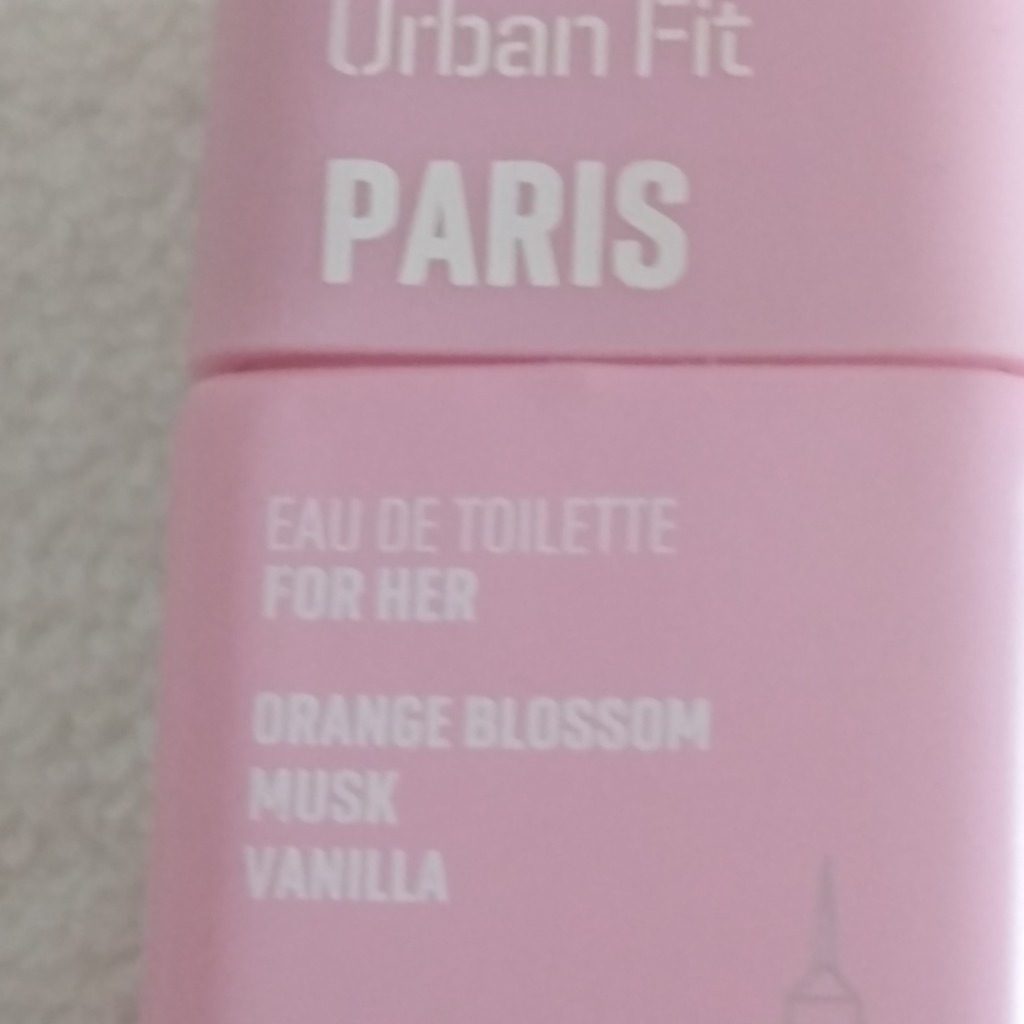 Urban Fit
PARIS
EAU DE TOILETTE
FOR HER
ORANGE BLOSSOM
MUSK
VANILLA